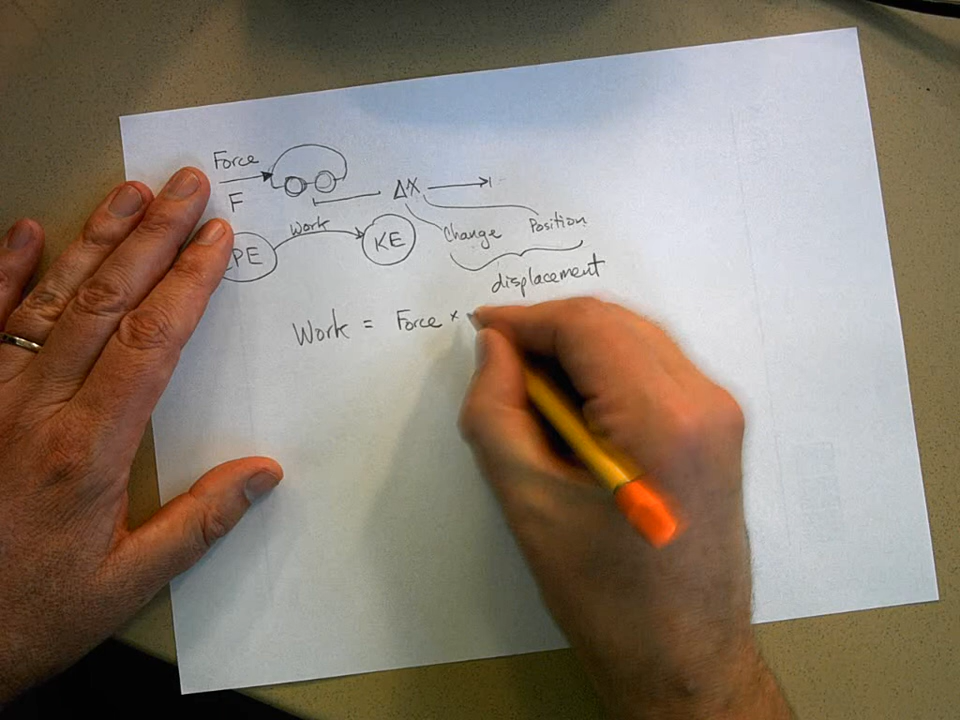 Force
F
ΔX
Work
PE
KE
Change
Position
displacement
Work = Force ×